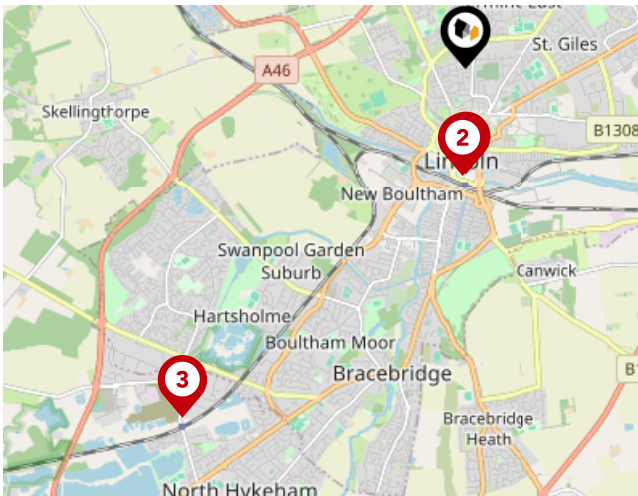 St. Giles
A46
Skellingthorpe
B1308
2
New Boultham
Swanpool Garden
Suburb
Canwick
Hartsholme
Boultham Moor
3
Bracebridge
Bracebridge
Heath
North Hykeham